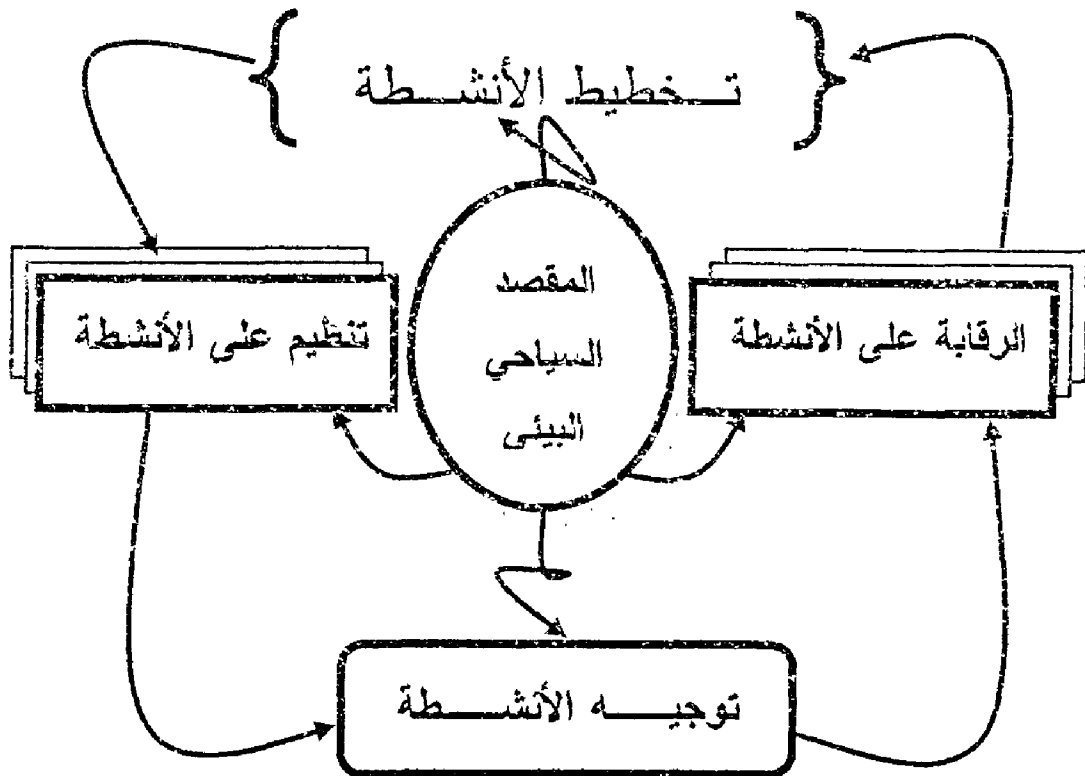 تخطيط الأنشطة
الرقابة على الأنشطة
المقصد
السياحي
البيئى
تنظيم على الأنشطة
توجيه الأنشطة